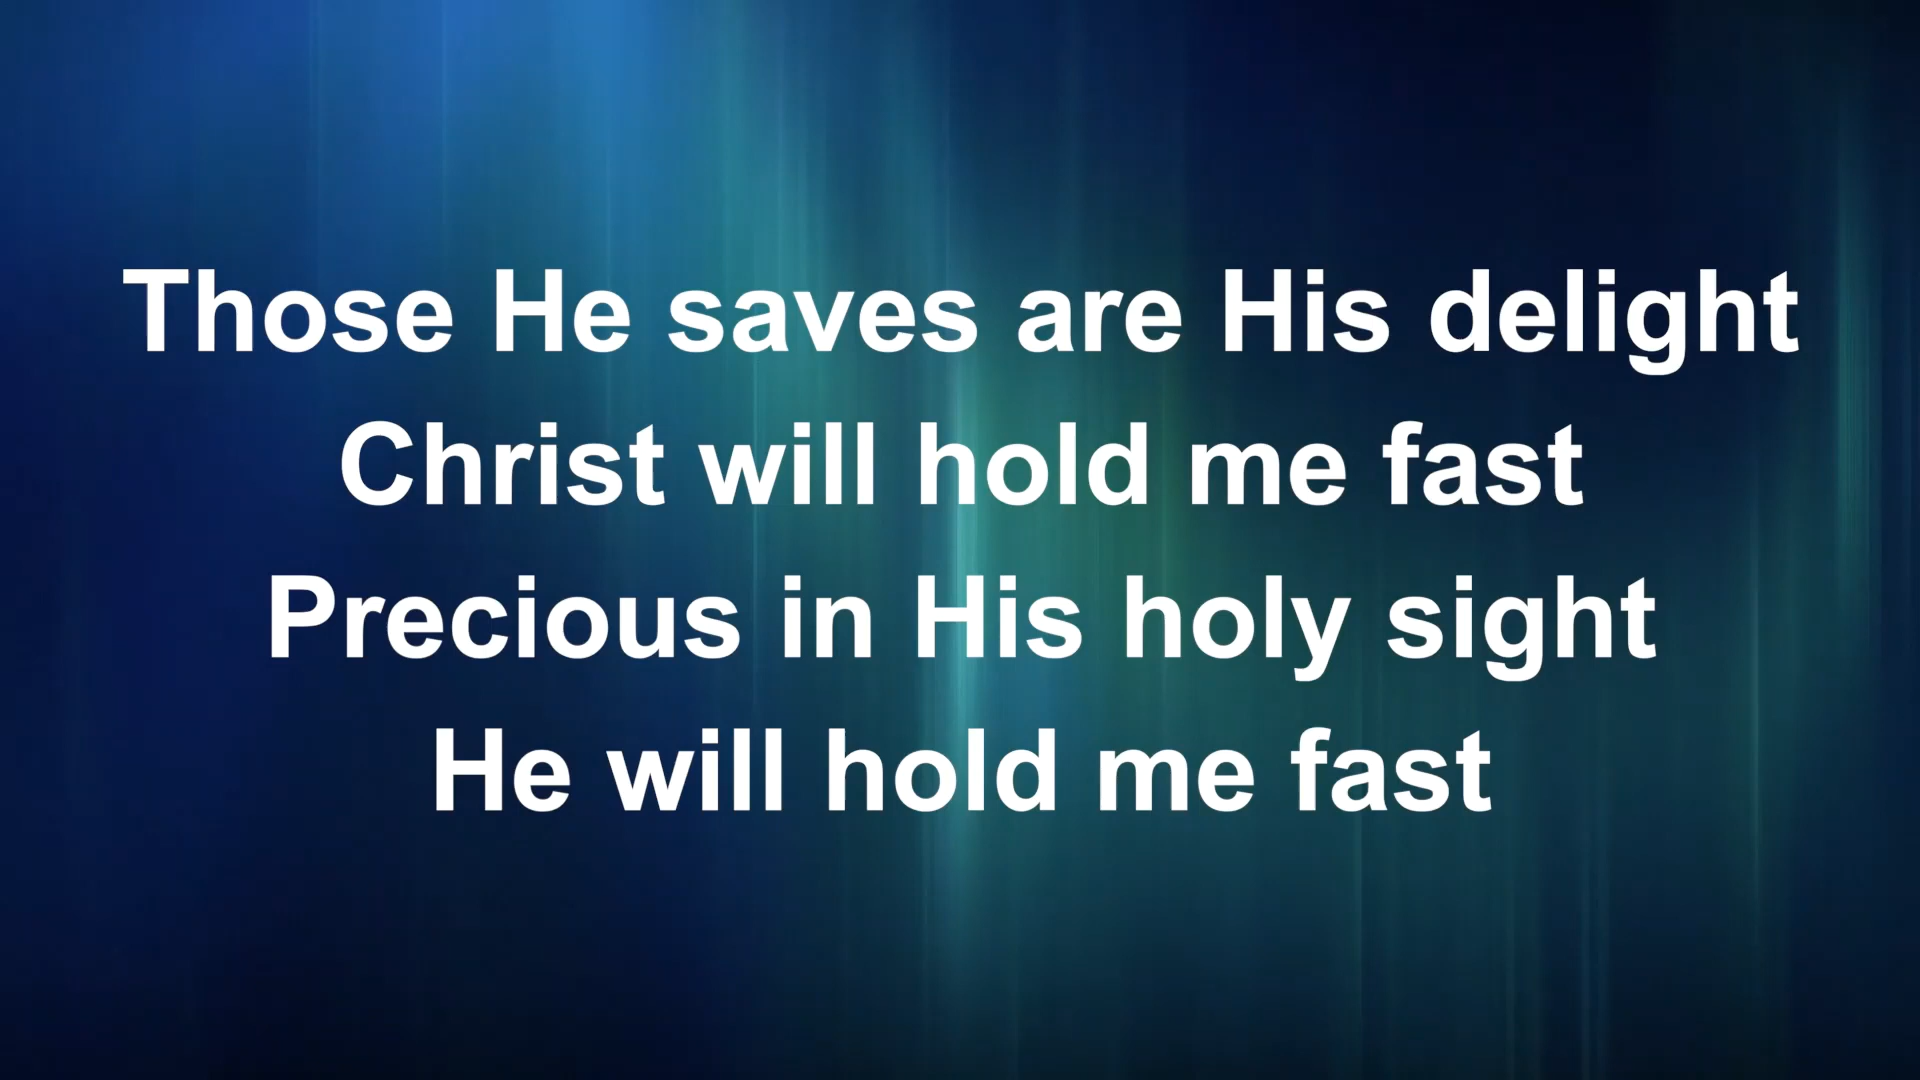 Those He saves are His delight
Christ will hold me fast
Precious in His holy sight
He will hold me fast